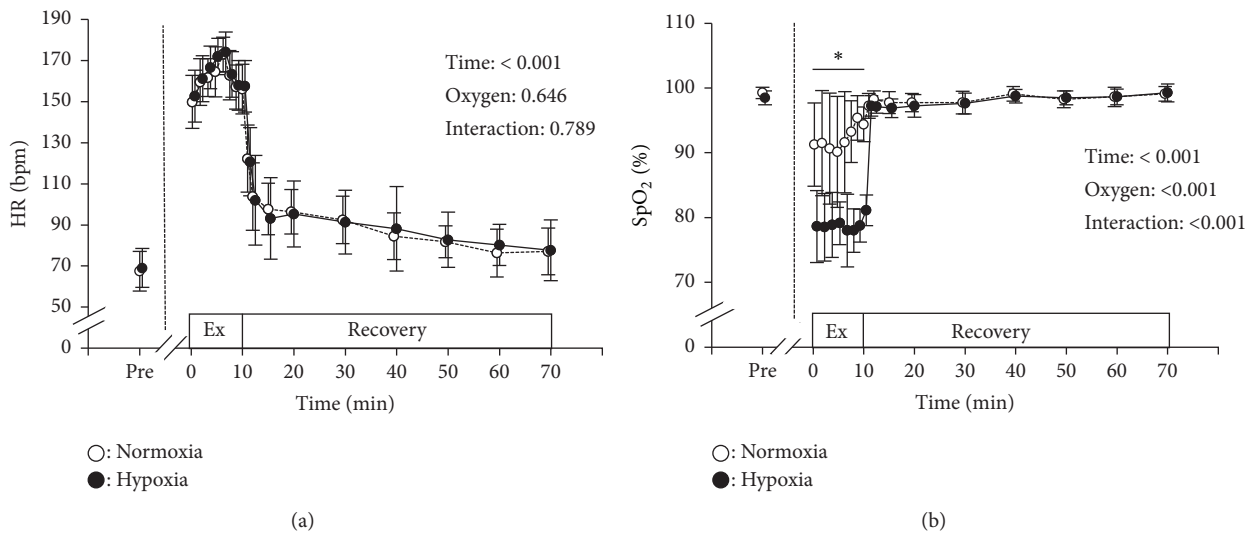 190
170
150
130
110
90
70
50
0
HR (bpm)
Time: < 0.001
Oxygen: 0.646
Interaction: 0.789
Ex
Recovery
Pre
0
10
20
30
40
50
60
70
Time (min)
: Normoxia
: Hypoxia
(a)
110
100
90
80
70
0
SpO₂ (%)
*
Time: < 0.001
Oxygen: <0.001
Interaction: <0.001
Ex
Recovery
Pre
0
10
20
30
40
50
60
70
Time (min)
: Normoxia
: Hypoxia
(b)